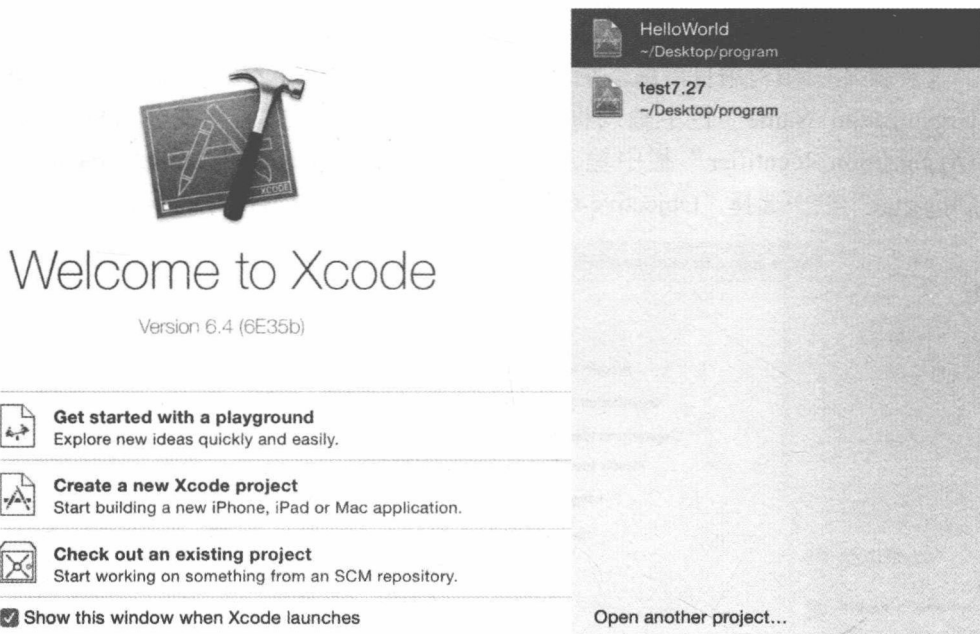 XCODE
Welcome to Xcode
Version 6.4 (6E35b)
Get started with a playground
Explore new ideas quickly and easily.
Create a new Xcode project
Start building a new iPhone, iPad or Mac application.
Check out an existing project
Start working on something from an SCM repository.
Show this window when Xcode launches
HelloWorld
~/Desktop/program
test7.27
~/Desktop/program
Open another project...